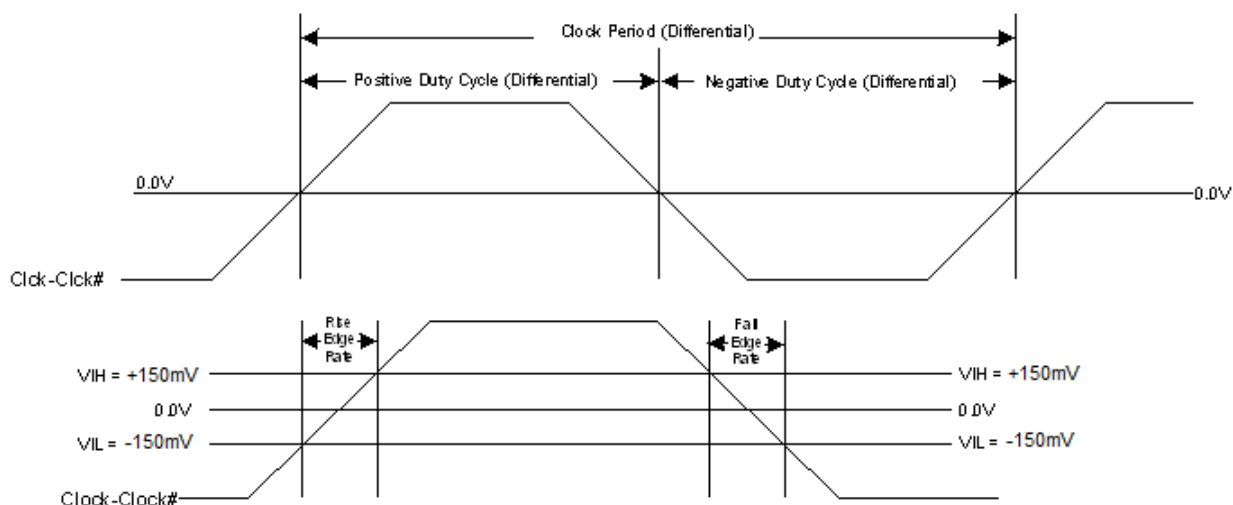 Clock Period (Differential)
Positive Duty Cycle (Differential)
Negative Duty Cycle (Differential)
0.0V
0.0V
Clck-Clck#
Rise
Edge
Rate
Fall
Edge
Rate
VIH = +150mV
VIH = +150mV
0.0V
0.0V
VIL = -150mV
VIL = -150mV
Clock-Clock#